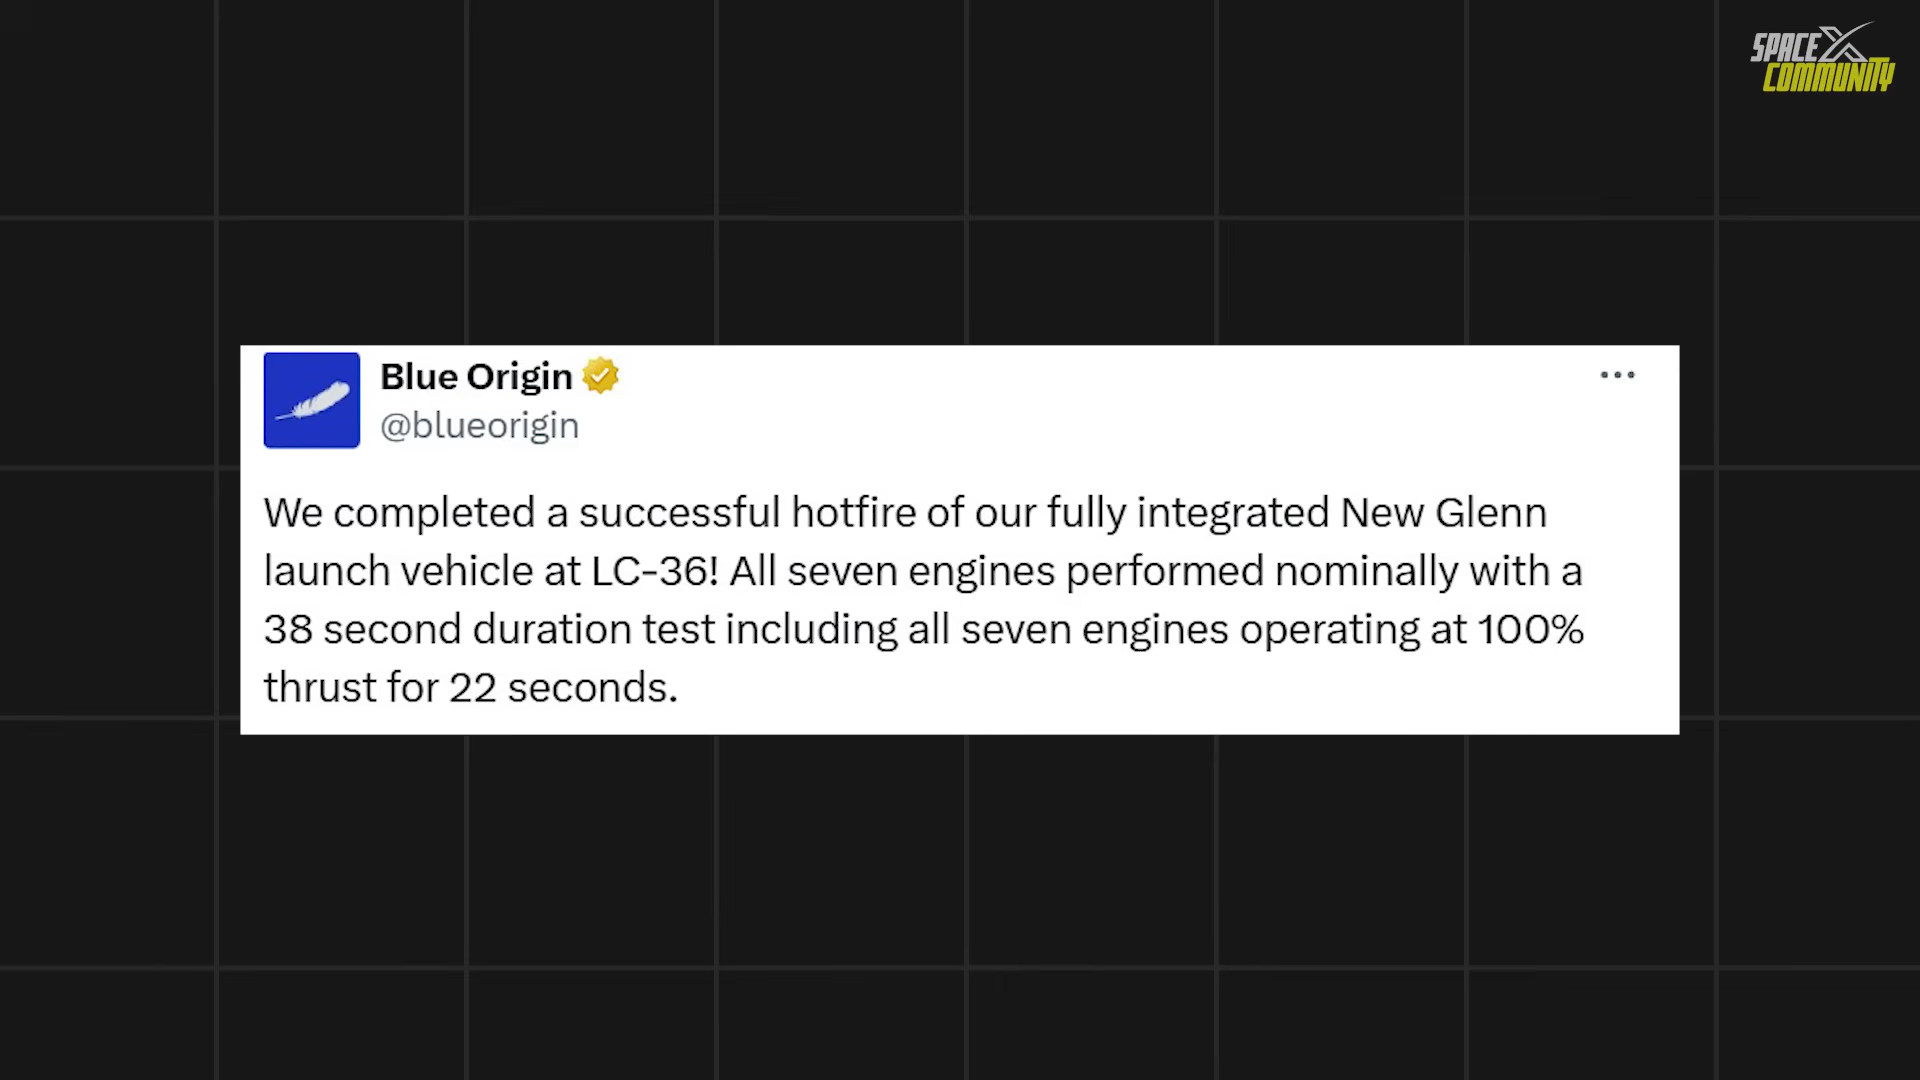 SPACEX
COMMUNITY
Blue Origin
@blueorigin
We completed a successful hotfire of our fully integrated New Glenn
launch vehicle at LC-36! All seven engines performed nominally with a
38 second duration test including all seven engines operating at 100%
thrust for 22 seconds.